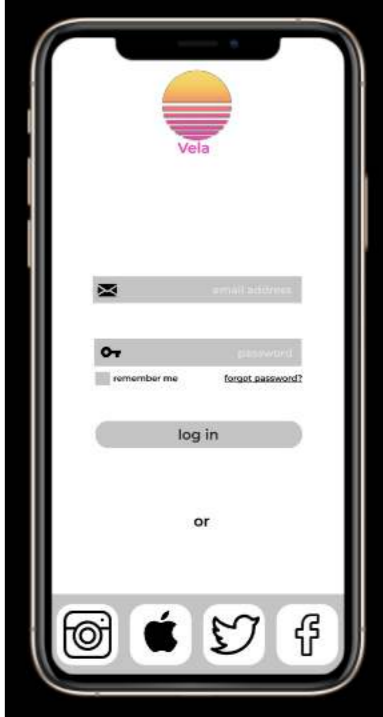 Vela
email address
password
remember me forgot password?
log in
or